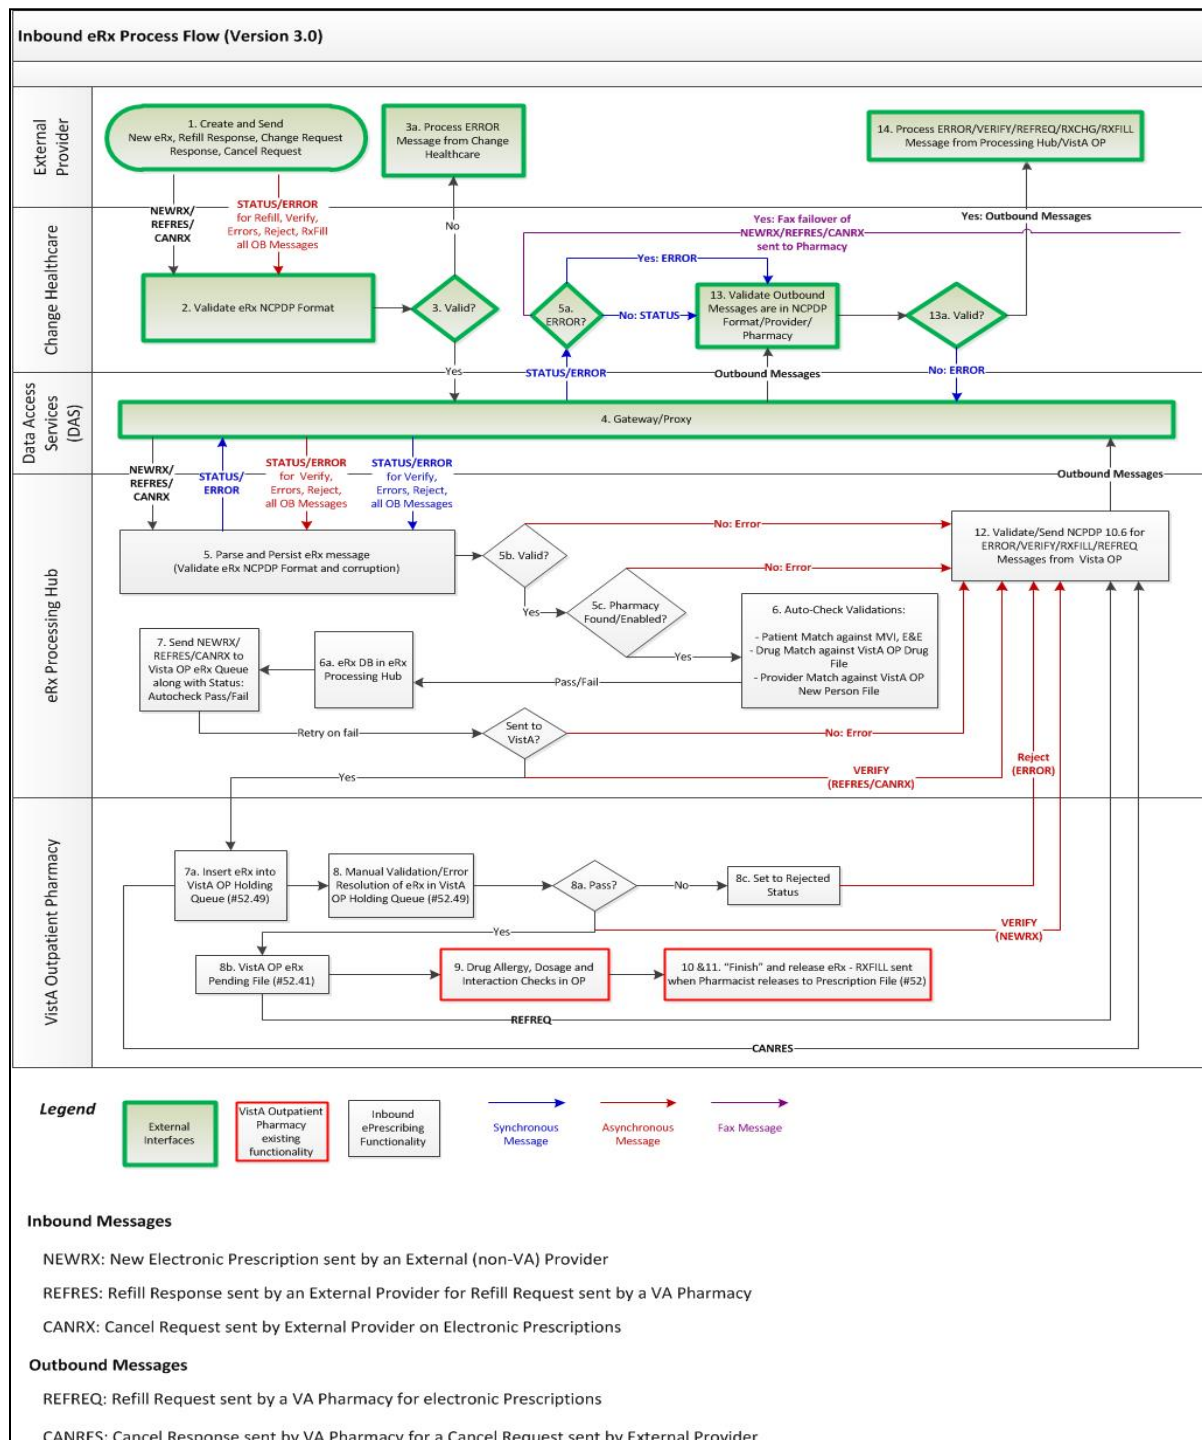 Inbound eRx Process Flow (Version 3.0)
External
Provider
1. Create and Send
New eRx, Refill Response, Change Request
Response, Cancel Request
3a. Process ERROR
Message from Change
Healthcare
14. Process ERROR/VERIFY/REFREQ/RXCHG/RXFILL
Message from Processing Hub/VistA OP
NEWRX/
REFRES/
CANRX
STATUS/ERROR
for Refill, Verify,
Errors, Reject, RxFill
all OB Messages
No
Yes: Fax failover of
NEWRX/REFRES/CANRX
sent to Pharmacy
Yes: Outbound Messages
Change Healthcare
2. Validate eRx NCPDP Format
3. Valid?
Yes: ERROR
5a.
ERROR?
No: STATUS
13. Validate Outbound
Messages are in NCPDP
Format/Provider/
Pharmacy
13a. Valid?
Yes
STATUS/ERROR
Outbound Messages
No: ERROR
Data Access
Services
(DAS)
4. Gateway/Proxy
NEWRX/
REFRES/
CANRX
STATUS/
ERROR
STATUS/ERROR
for Verify,
Errors, Reject,
all OB Messages
STATUS/ERROR
for Verify,
Errors, Reject,
all OB Messages
Outbound Messages
eRx Processing Hub
5. Parse and Persist eRx message
(Validate eRx NCPDP Format and corruption)
5b. Valid?
No: Error
12. Validate/Send NCPDP 10.6 for
ERROR/VERIFY/RXFILL/REFREQ
Messages from Vista OP
Yes
5c. Pharmacy
Found/Enabled?
No: Error
Yes
6. Auto-Check Validations:
- Patient Match against MVI, E&E
- Drug Match against VistA OP Drug
File
- Provider Match against VistA OP
New Person File
Pass/Fail
6a. eRx DB in eRx
Processing Hub
7. Send NEWRX/
REFRES/CANRX to
Vista OP eRx Queue
along with Status:
Autocheck Pass/Fail
Retry on fail
Sent to
VistA?
No: Error
Yes
VERIFY
(REFRES/CANRX)
Reject
(ERROR)
VistA Outpatient Pharmacy
7a. Insert eRx into
VistA OP Holding
Queue (#52.49)
8. Manual Validation/Error
Resolution of eRx in VistA
OP Holding Queue (#52.49)
8a. Pass?
No
8c. Set to Rejected
Status
Yes
VERIFY
(NEWRX)
8b. VistA OP eRx
Pending File (#52.41)
9. Drug Allergy, Dosage and
Interaction Checks in OP
10 &11. "Finish" and release eRx - RXFILL sent
when Pharmacist releases to Prescription File (#52)
REFREQ
CANRES
Legend
External
Interfaces
VistA Outpatient
Pharmacy
existing
functionality
Inbound
ePrescribing
Functionality
Synchronous
Message
Asynchronous
Message
Fax Message
Inbound Messages
NEWRX: New Electronic Prescription sent by an External (non-VA) Provider
REFRES: Refill Response sent by an External Provider for Refill Request sent by a VA Pharmacy
CANRX: Cancel Request sent by External Provider on Electronic Prescriptions
Outbound Messages
REFREQ: Refill Request sent by a VA Pharmacy for electronic Prescriptions
CANRES: Cancel Response sent by VA Pharmacy for a Cancel Request sent by External Provider